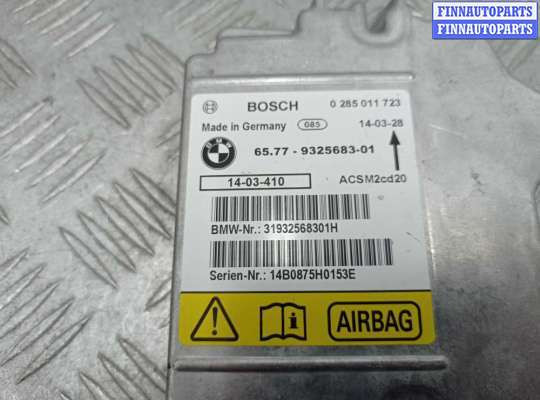 FINNAUTOPARTS
FINNAUTOPARTS
BOSCH 0 285 011 723
Made in Germany 085 14-03-28
BMW
65.77 - 9325683-01
14-03-410 ACSM2cd20
BMW-Nr.: 31932568301H
Serien-Nr.: 14B0875H0153E
AIRBAG